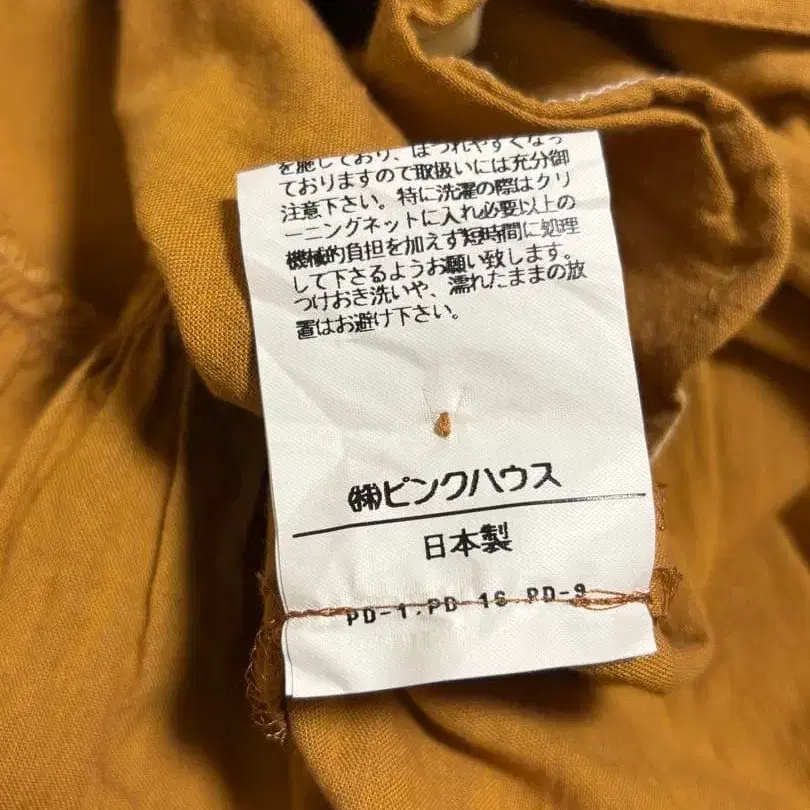 を施しており、ほつれやすくなっ
ておりますので取扱いには充分御
注意下さい。特に洗濯の際はクリ
ーニングネットに入れ必要以上の
機械的負担を加えず短時間に処理
して下さるようお願い致します。
つけおき洗いや、濡れたままの放
置はお避け下さい。
㈱ピンクハウス
日本製
PD-1.PD-16.PD-9